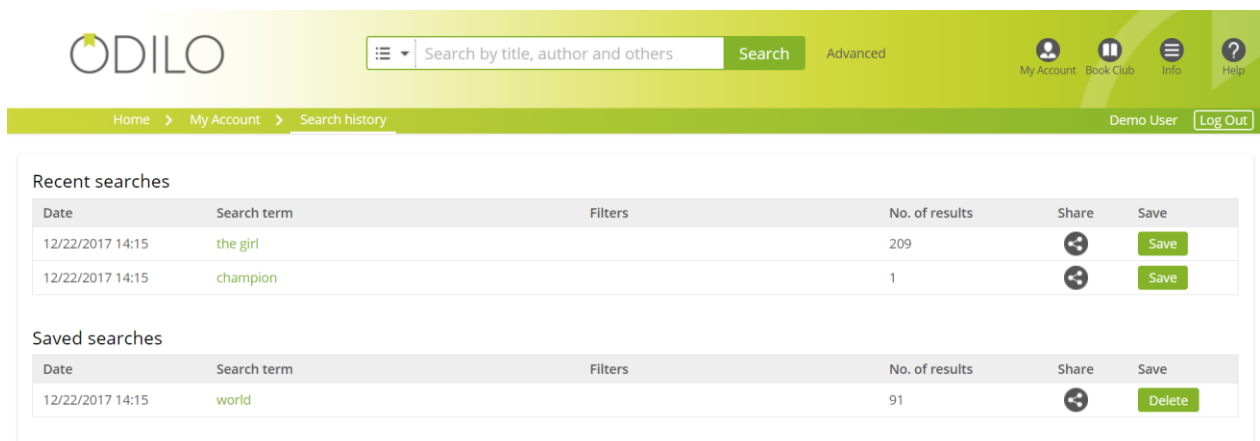 ODILO
Search by title, author and others Search Advanced
My Account Book Club Info Help
Home My Account Search history Demo User Log Out
Recent searches
Date Search term Filters No. of results Share Save
12/22/2017 14:15 the girl 209 Save
12/22/2017 14:15 champion 1 Save
Saved searches
Date Search term Filters No. of results Share Save
12/22/2017 14:15 world 91 Delete